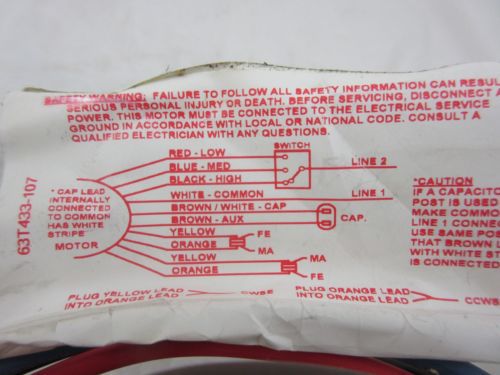 SAFETY WARNING: FAILURE TO FOLLOW ALL SAFETY INFORMATION CAN RESUL
SERIOUS PERSONAL INJURY OR DEATH. BEFORE SERVICING, DISCONNECT A
POWER. THIS MOTOR MUST BE CONNECTED TO THE ELECTRICAL SERVICE
GROUND IN ACCORDANCE WITH LOCAL OR NATIONAL CODE. CONSULT A
QUALIFIED ELECTRICIAN WITH ANY QUESTIONS.
63T433-107
* CAP LEAD
INTERNALLY
CONNECTED
TO COMMON
HAS WHITE
STRIPE
MOTOR
SWITCH
RED - LOW
BLUE - MED
BLACK - HIGH
WHITE - COMMON
BROWN / WHITE - CAP
BROWN - AUX
YELLOW
ORANGE
YELLOW
ORANGE
LINE 2
LINE 1
CAP.
FE
MA
MA
FE
*CAUTION
IF A CAPACITO
POST IS USED
MAKE COMMO
LINE 1 CONNE
USE SAME PO
THAT BROWN
WITH WHITE ST
IS CONNECTED
PLUG YELLOW LEAD
INTO ORANGE LEAD
CWSE
PLUG ORANGE LEAD
INTO YELLOW LEAD
CCWS